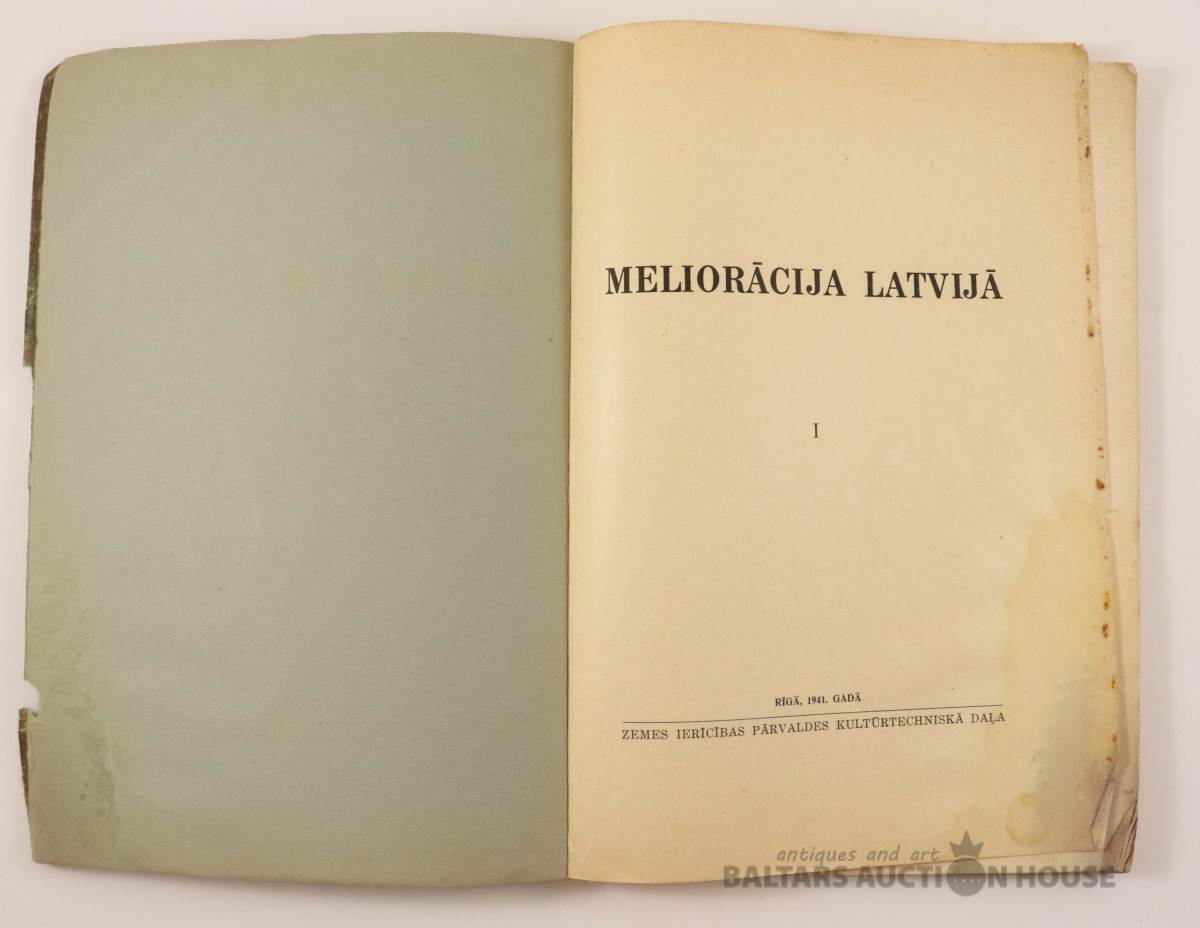 MELIORĀCIJA LATVIJĀ
I
RĪGĀ, 1941. GADĀ
ZEMES IERĪCĪBAS PĀRVALDES KULTŪRTECHNISKĀ DAĻA
antiques and art
BALTARS AUCTION HOUSE